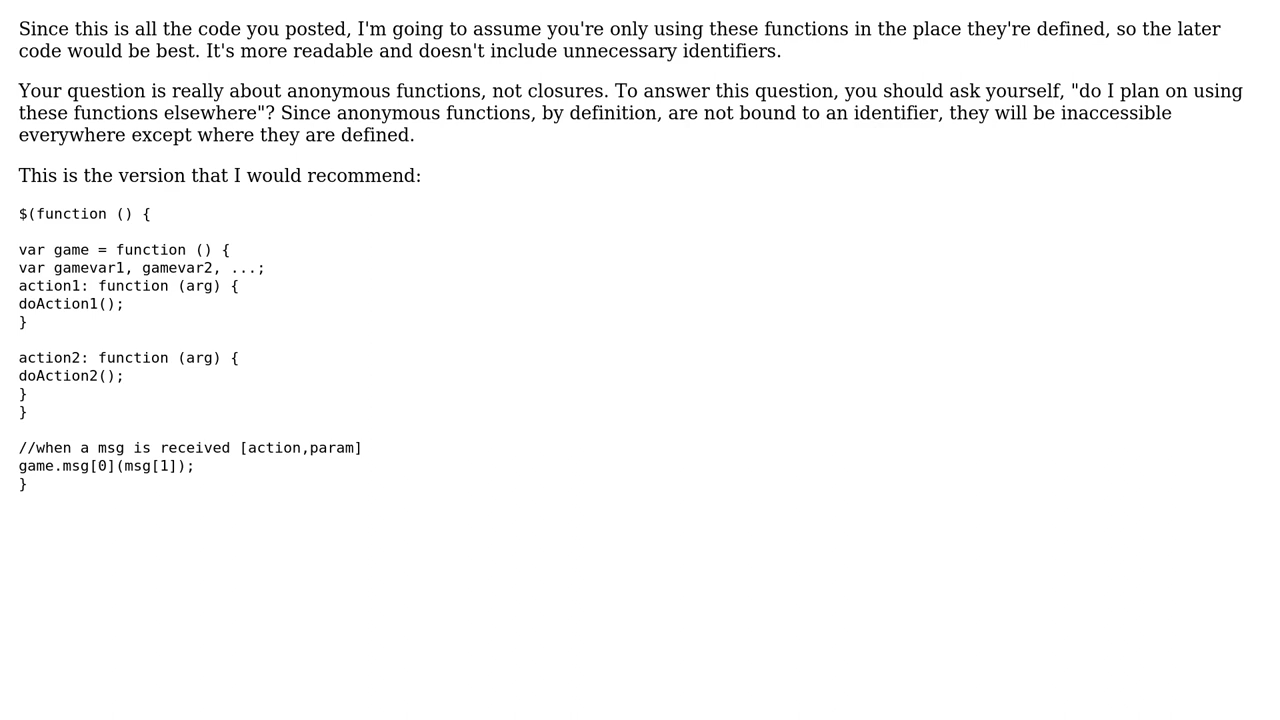 Since this is all the code you posted, I'm going to assume you're only using these functions in the place they're defined, so the later
code would be best. It's more readable and doesn't include unnecessary identifiers.
Your question is really about anonymous functions, not closures. To answer this question, you should ask yourself, "do I plan on using
these functions elsewhere"? Since anonymous functions, by definition, are not bound to an identifier, they will be inaccessible
everywhere except where they are defined.
This is the version that I would recommend:
$(function () {
var game = function () {
var gamevar1, gamevar2, ...;
action1: function (arg) {
doAction1();
}
action2: function (arg) {
doAction2();
}
}
//when a msg is received [action,param]
game.msg[0](msg[1]);
}